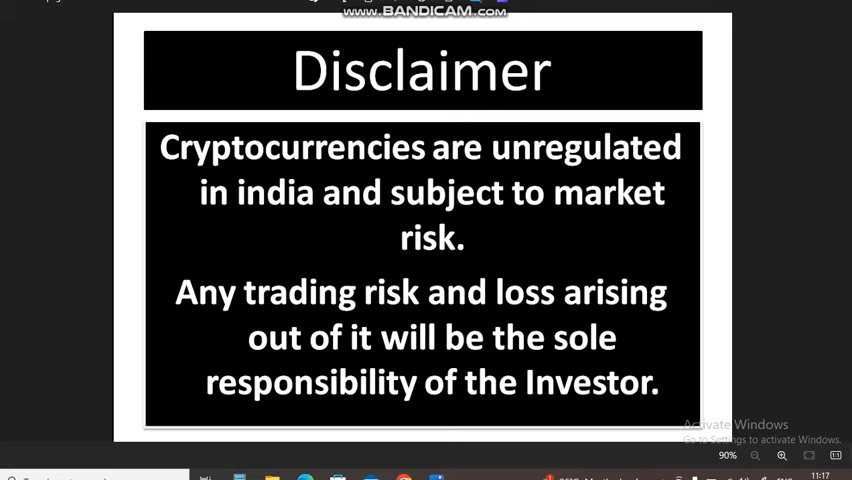 www.BANDICAM.com
Disclaimer
Cryptocurrencies are unregulated
in india and subject to market
risk.
Any trading risk and loss arising
out of it will be the sole
responsibility of the Investor.
Activate Windows
Go to Settings to activate Windows.
90%
11:17